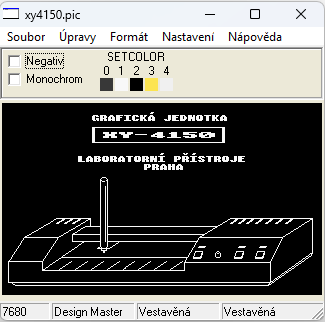 xy4150.pic
Soubor Úpravy Formát Nastavení Nápověda
Negativ
Monochrom
SETCOLOR
0 1 2 3 4
GRAFICKÁ JEDNOTKA
XY-4150
LABORATORNÍ PŘÍSTROJE
PRAHA
7680 Design Master Vestavěná Vestavěná